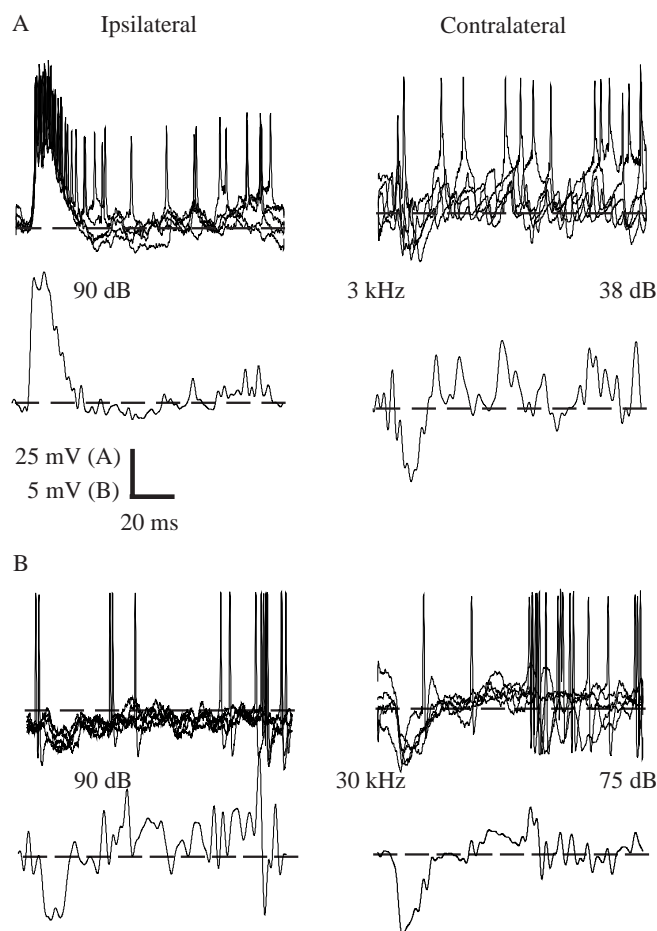 A
Ipsilateral
Contralateral
90 dB
3 kHz
38 dB
25 mV (A)
5 mV (B)
20 ms
B
90 dB
30 kHz
75 dB